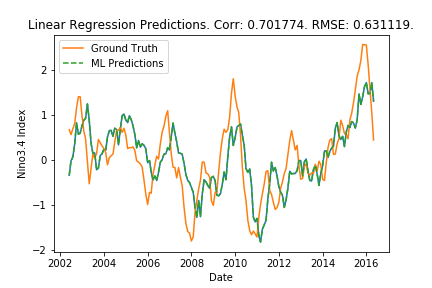 Linear Regression Predictions. Corr: 0.701774. RMSE: 0.631119.
Ground Truth
ML Predictions
Nino3.4 Index
2
1
0
−1
−2
2002 2004 2006 2008 2010 2012 2014 2016
Date